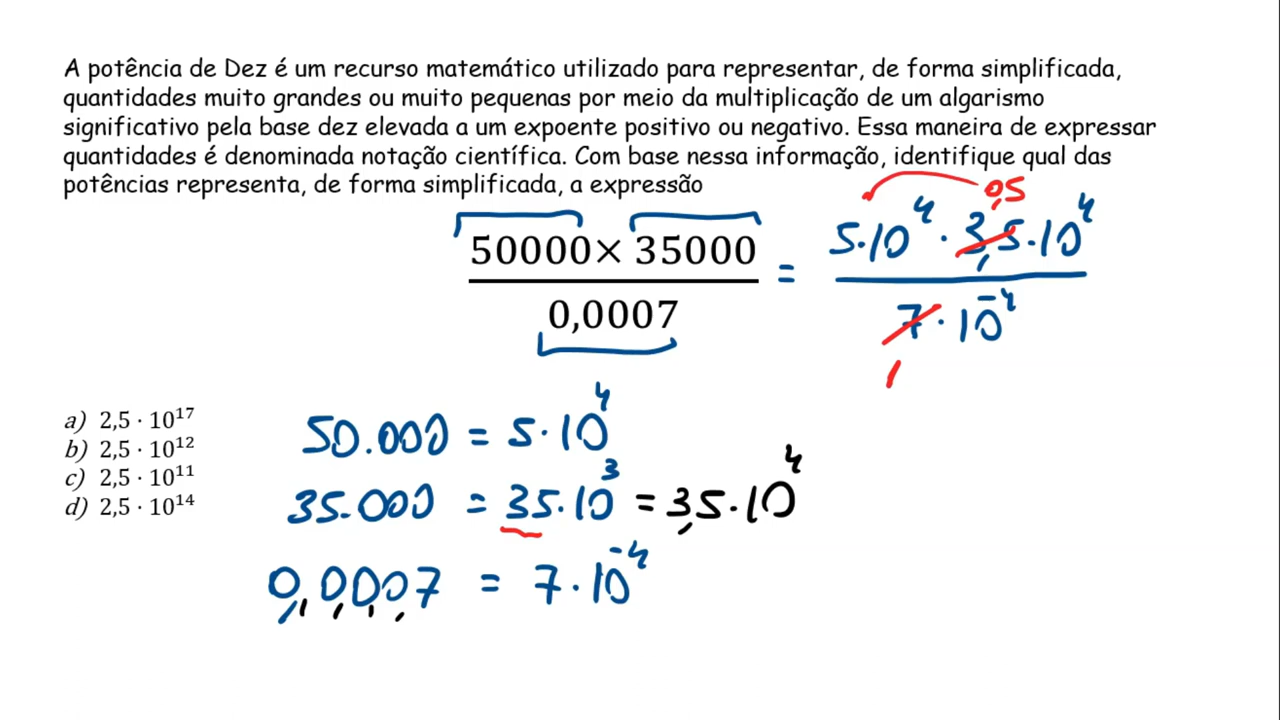 A potência de Dez é um recurso matemático utilizado para representar, de forma simplificada,
quantidades muito grandes ou muito pequenas por meio da multiplicação de um algarismo
significativo pela base dez elevada a um expoente positivo ou negativo. Essa maneira de expressar
quantidades é denominada notação científica. Com base nessa informação, identifique qual das
potências representa, de forma simplificada, a expressão
0,5
50000 × 35000 = 5·10⁴ · 3,5·10⁴
0,0007 7·10⁻⁴
1
a) 2,5 · 10¹⁷
b) 2,5 · 10¹²
c) 2,5 · 10¹¹
d) 2,5 · 10¹⁴
50.000 = 5·10⁴
35.000 = 35·10³ = 3,5·10⁴
0,0007 = 7·10⁻⁴